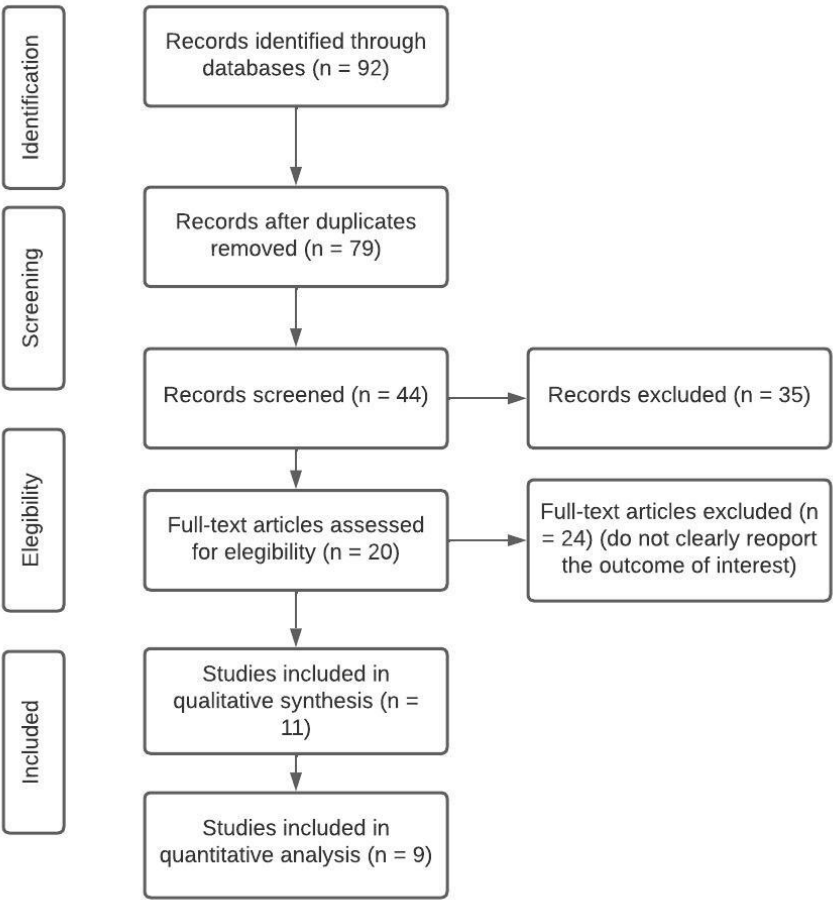 Identification
Records identified through
databases (n = 92)
Screening
Records after duplicates
removed (n = 79)
Records screened (n = 44)
Records excluded (n = 35)
Elegibility
Full-text articles assessed
for elegibility (n = 20)
Full-text articles excluded (n
= 24) (do not clearly reoport
the outcome of interest)
Included
Studies included in
qualitative synthesis (n =
11)
Studies included in
quantitative analysis (n = 9)